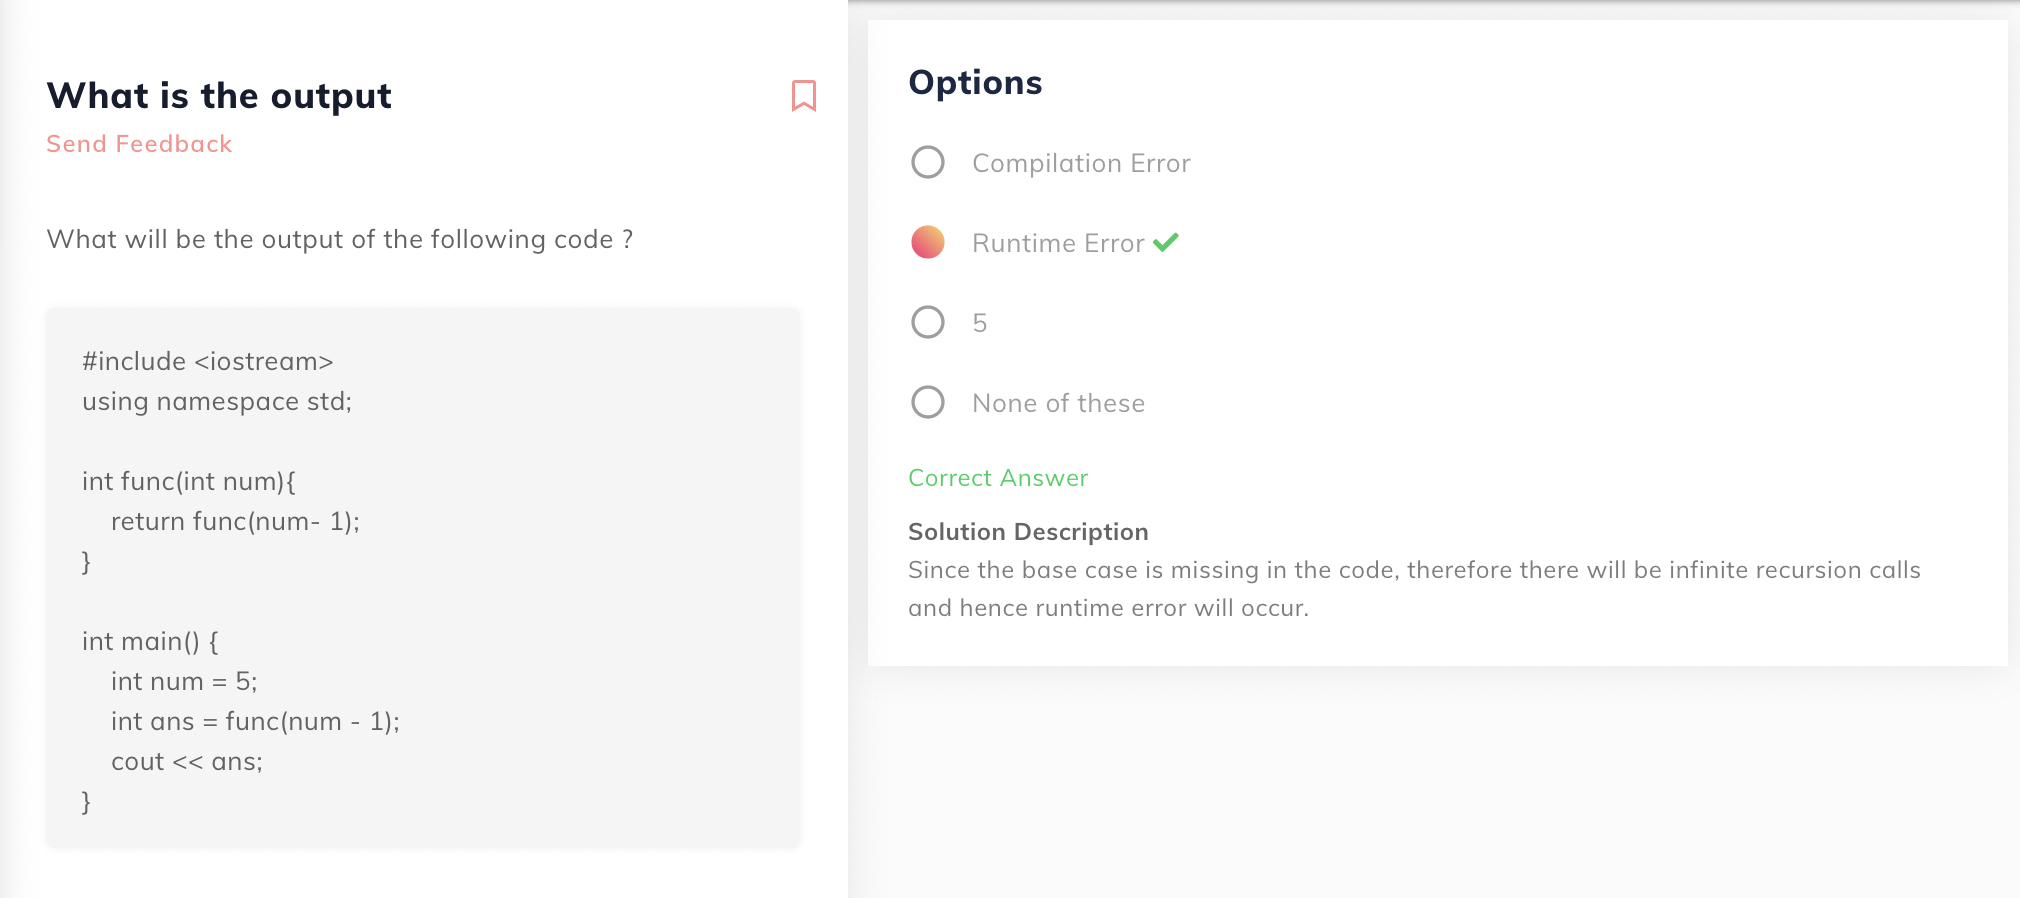 What is the output
Send Feedback
What will be the output of the following code ?
#include <iostream>
using namespace std;
int func(int num){
return func(num- 1);
}
int main() {
int num = 5;
int ans = func(num - 1);
cout << ans;
}
Options
Compilation Error
Runtime Error
5
None of these
Correct Answer
Solution Description
Since the base case is missing in the code, therefore there will be infinite recursion calls
and hence runtime error will occur.